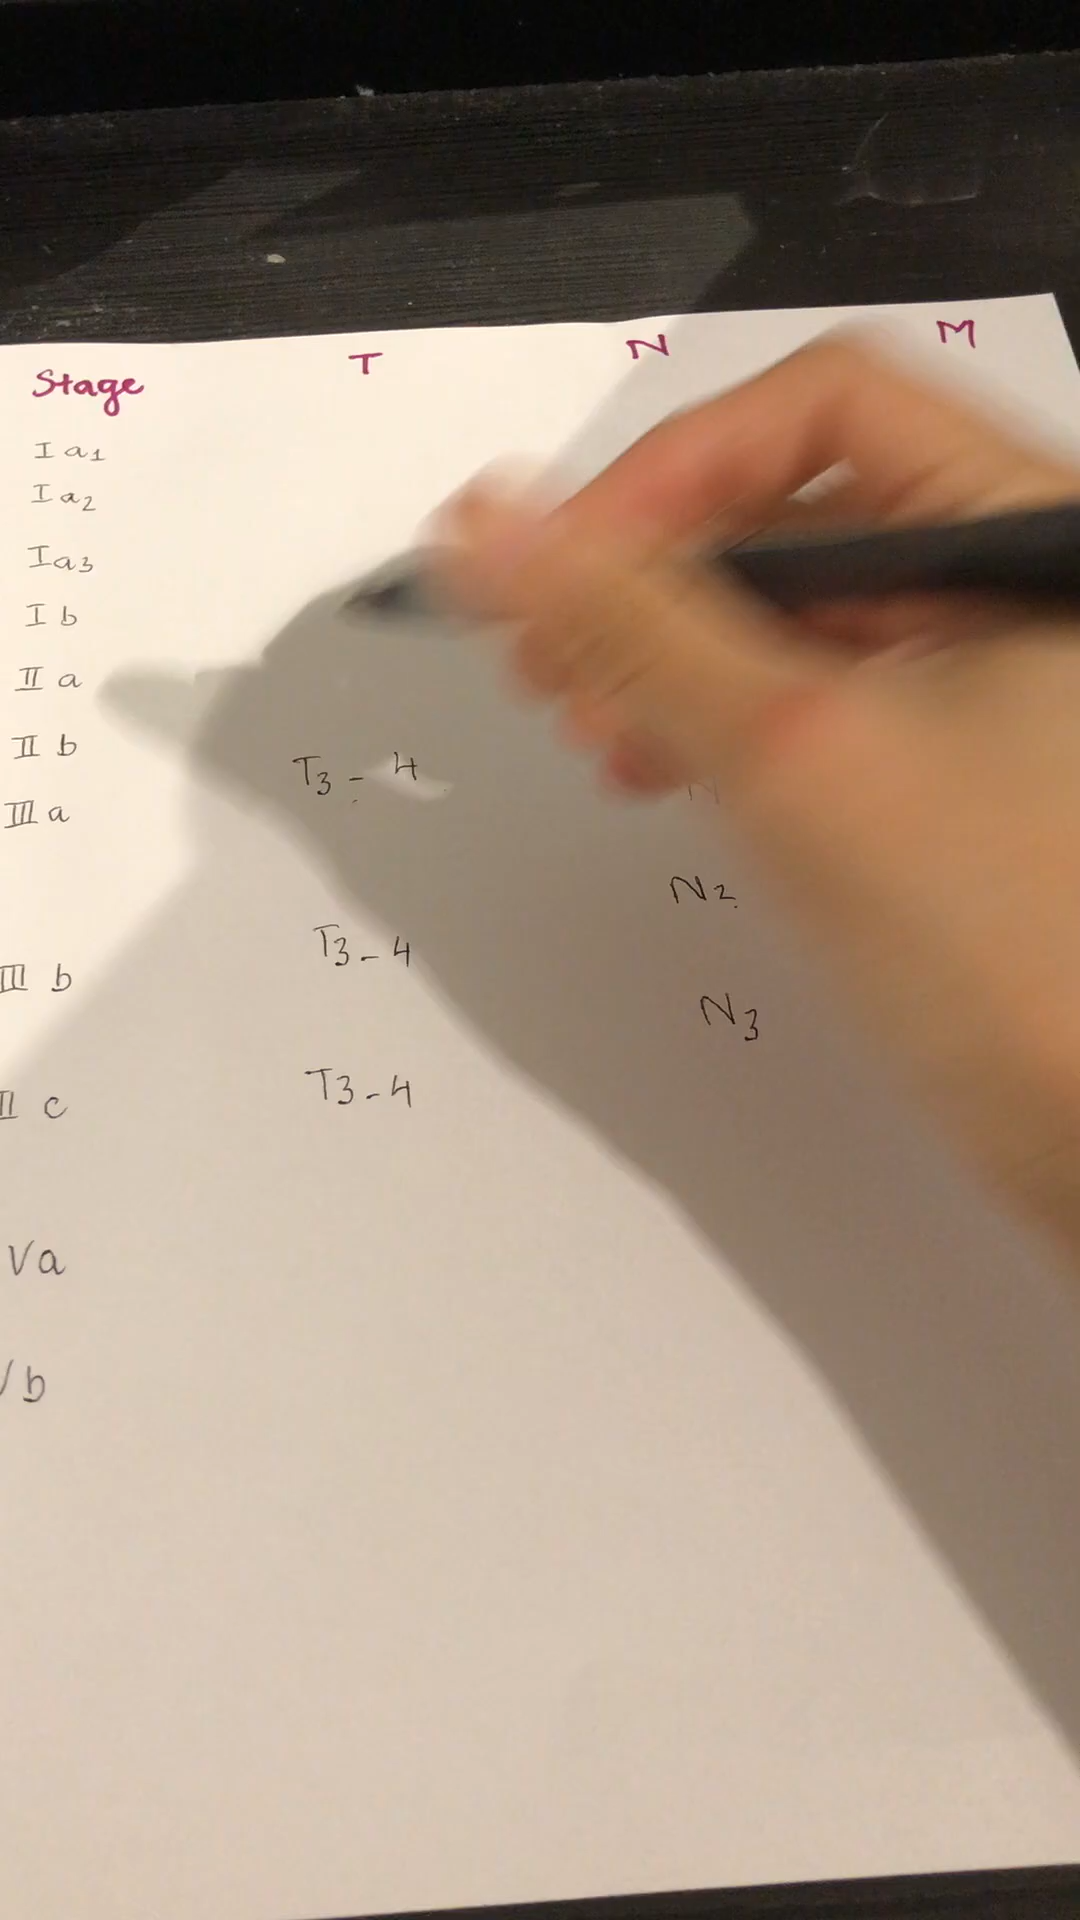 Stage T N M
I a1
I a2
I a3
I b
II a
II b
T3 - 4
III a
N2
T3 - 4
III b
N3
T3 - 4
II c
Va
b